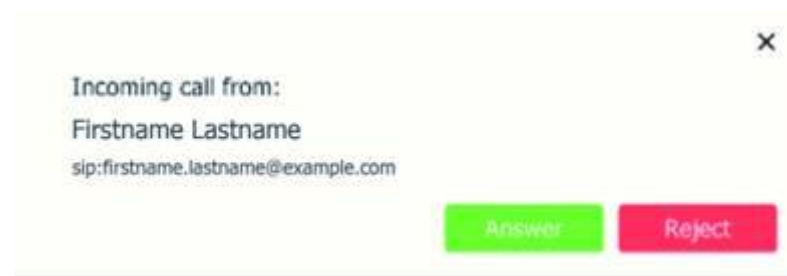 Incoming call from:
Firstname Lastname
sip:firstname.lastname@example.com
Answer Reject